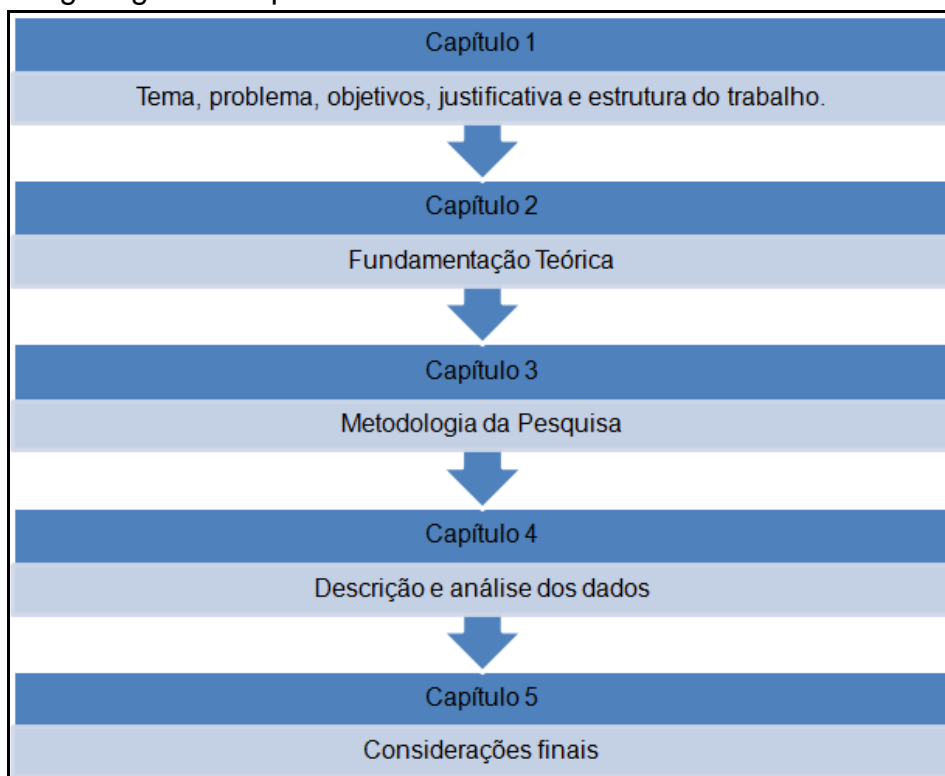 Capítulo 1
Tema, problema, objetivos, justificativa e estrutura do trabalho.
Capítulo 2
Fundamentação Teórica
Capítulo 3
Metodologia da Pesquisa
Capítulo 4
Descrição e análise dos dados
Capítulo 5
Considerações finais